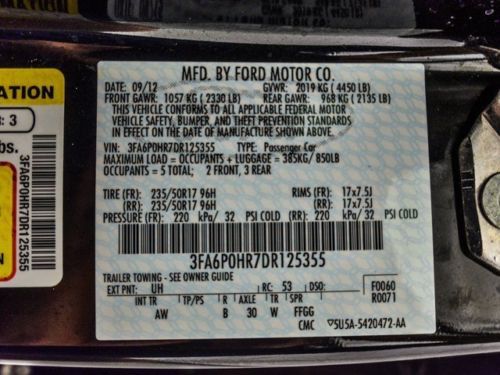 MFD. BY FORD MOTOR CO.
DATE: 09/12 GVWR: 2019 KG (4450 LB)
FRONT GAWR: 1057 KG (2330 LB) REAR GAWR: 968 KG (2135 LB)
THIS VEHICLE CONFORMS TO ALL APPLICABLE FEDERAL MOTOR
VEHICLE SAFETY, BUMPER, AND THEFT PREVENTION STANDARDS
IN EFFECT ON THE DATE OF MANUFACTURE SHOWN ABOVE.
VIN: 3FA6P0HR7DR125355 TYPE: Passenger Car
MAXIMUM LOAD = OCCUPANTS + LUGGAGE = 385KG/850LB
OCCUPANTS = 5 TOTAL: 2 FRONT, 3 REAR
TIRE (FR): 235/50R17 96H RIMS (FR): 17x7.5J
(RR): 235/50R17 96H (RR): 17x7.5J
PRESSURE (FR) : 220 kPa/ 32 PSI COLD (RR) : 220 kPa/ 32 PSI COLD
3FA6P0HR7DR125355
TRAILER TOWING - SEE OWNER GUIDE
EXT PNT: UH RC: 53 DSO: F0060
R0071
INT TR TP/PS R AXLE TR SPR
AW B 30 W FFGG
CMC 5U5A-5420472-AA
ATION
: 3
lbs.
3FA6P0HR7DR125355